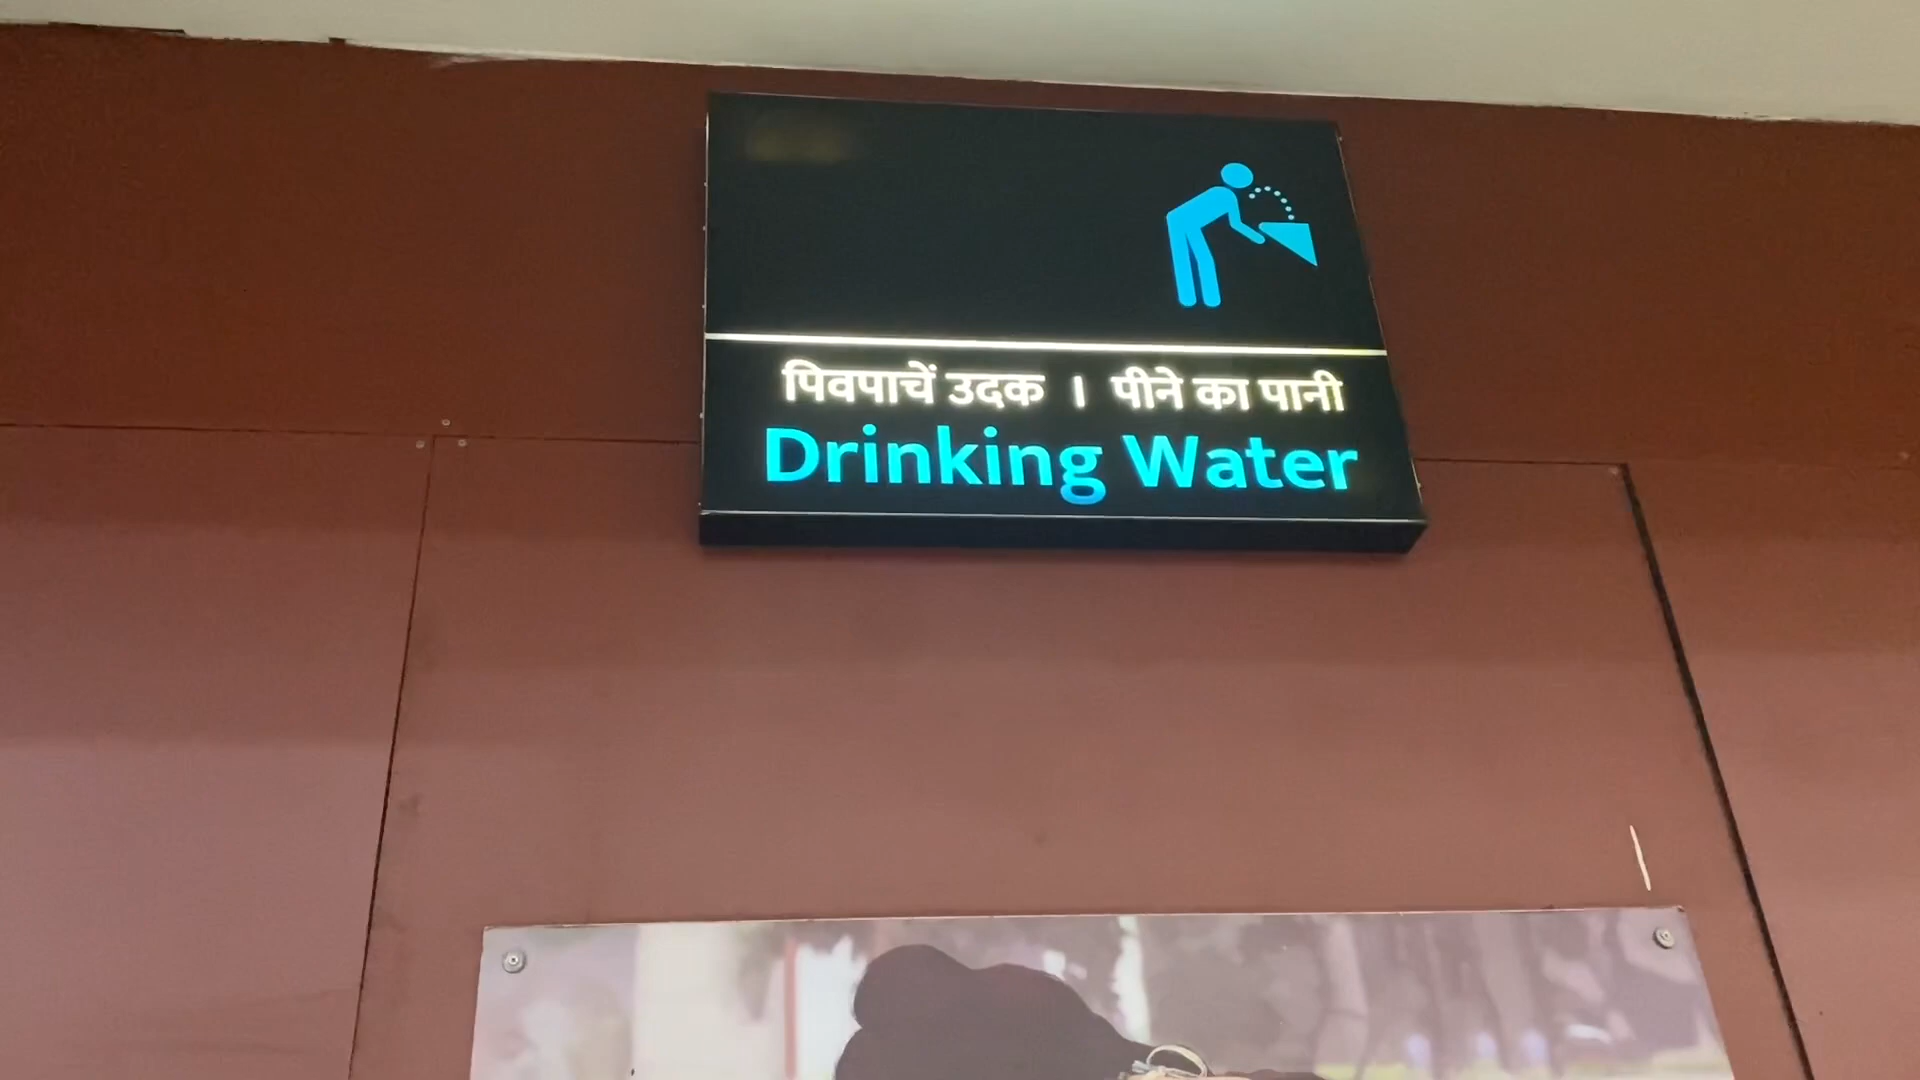 पिवपाचें उदक । पीने का पानी
Drinking Water